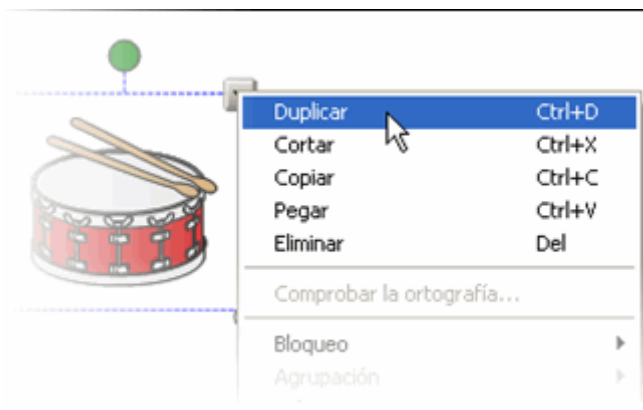 Duplicar Ctrl+D
Cortar Ctrl+X
Copiar Ctrl+C
Pegar Ctrl+V
Eliminar Del
Comprobar la ortografía...
Bloqueo
Agrupación